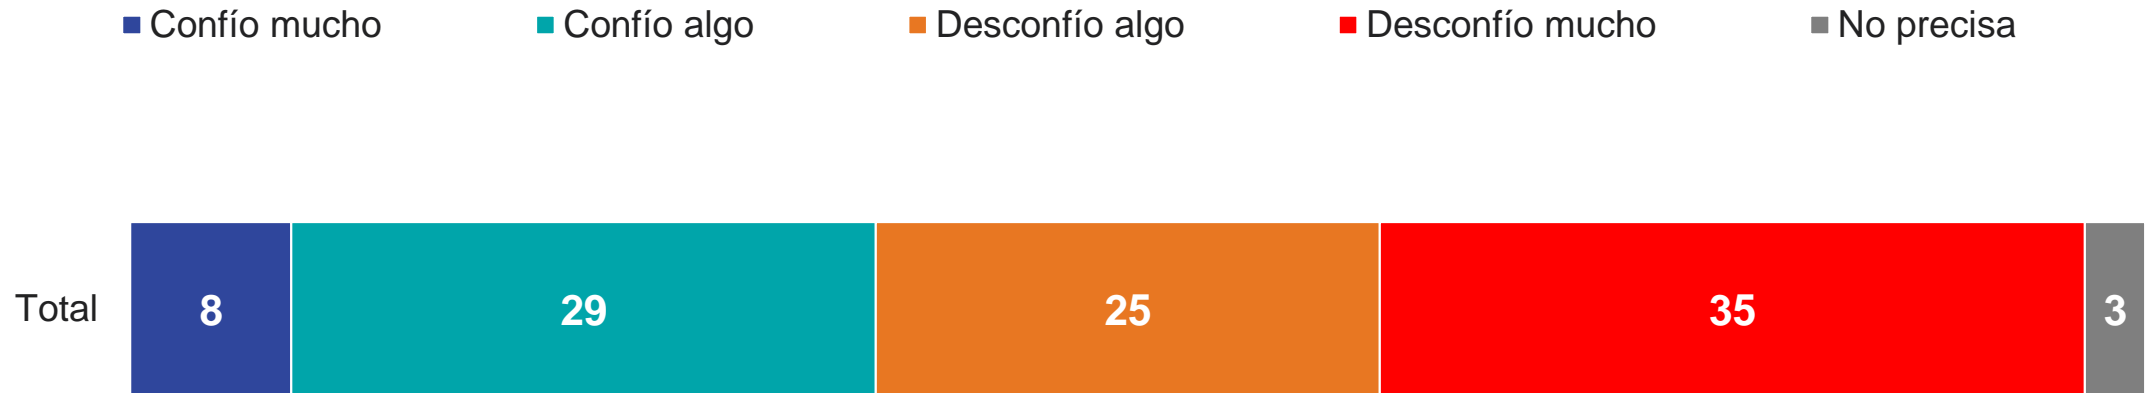 Confío mucho Confío algo Desconfío algo Desconfío mucho No precisa
Total 8 29 25 35 3